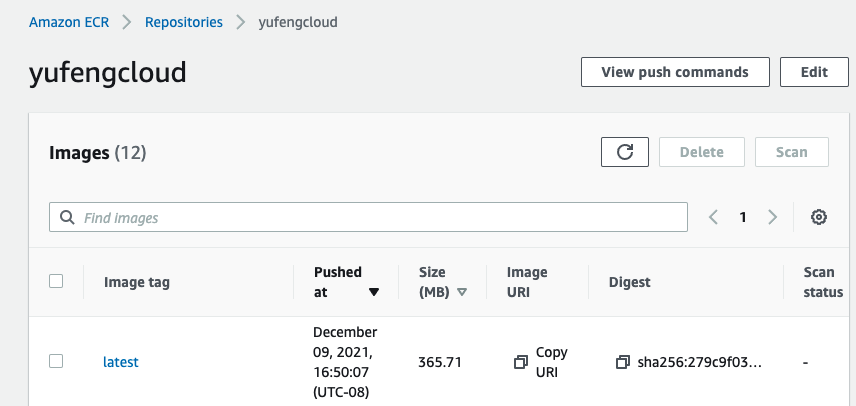 Amazon ECR > Repositories > yufengcloud
yufengcloud
View push commands
Edit
Images (12)
Delete
Scan
Find images
1
Image tag
Pushed
at
Size
(MB)
Image
URI
Digest
Scan
status
latest
December
09, 2021,
16:50:07
(UTC-08)
365.71
Copy
URI
sha256:279c9f03...
-